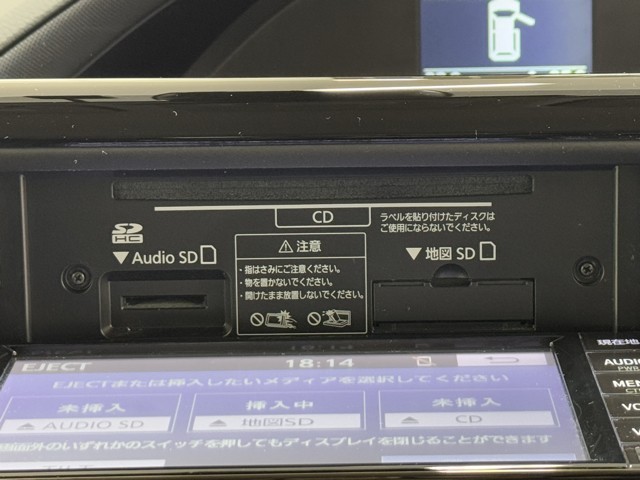 CD
ラベルを貼り付けたディスクは
ご使用にならないでください。
SD
HC
▼Audio SD
⚠注意
・指はさみにご注意ください。
・物を置かないでください。
・開けたまま放置しないでください。
▼地図 SD
EJECT
18:14
EJECTまたは挿入したいメディアを選択してください
未挿入
AUDIO SD
挿入中
地図SD
未挿入
CD
画面外のいずれかのスイッチを押してもディスプレイを閉じることができます
現在地
AUDIO
PWR